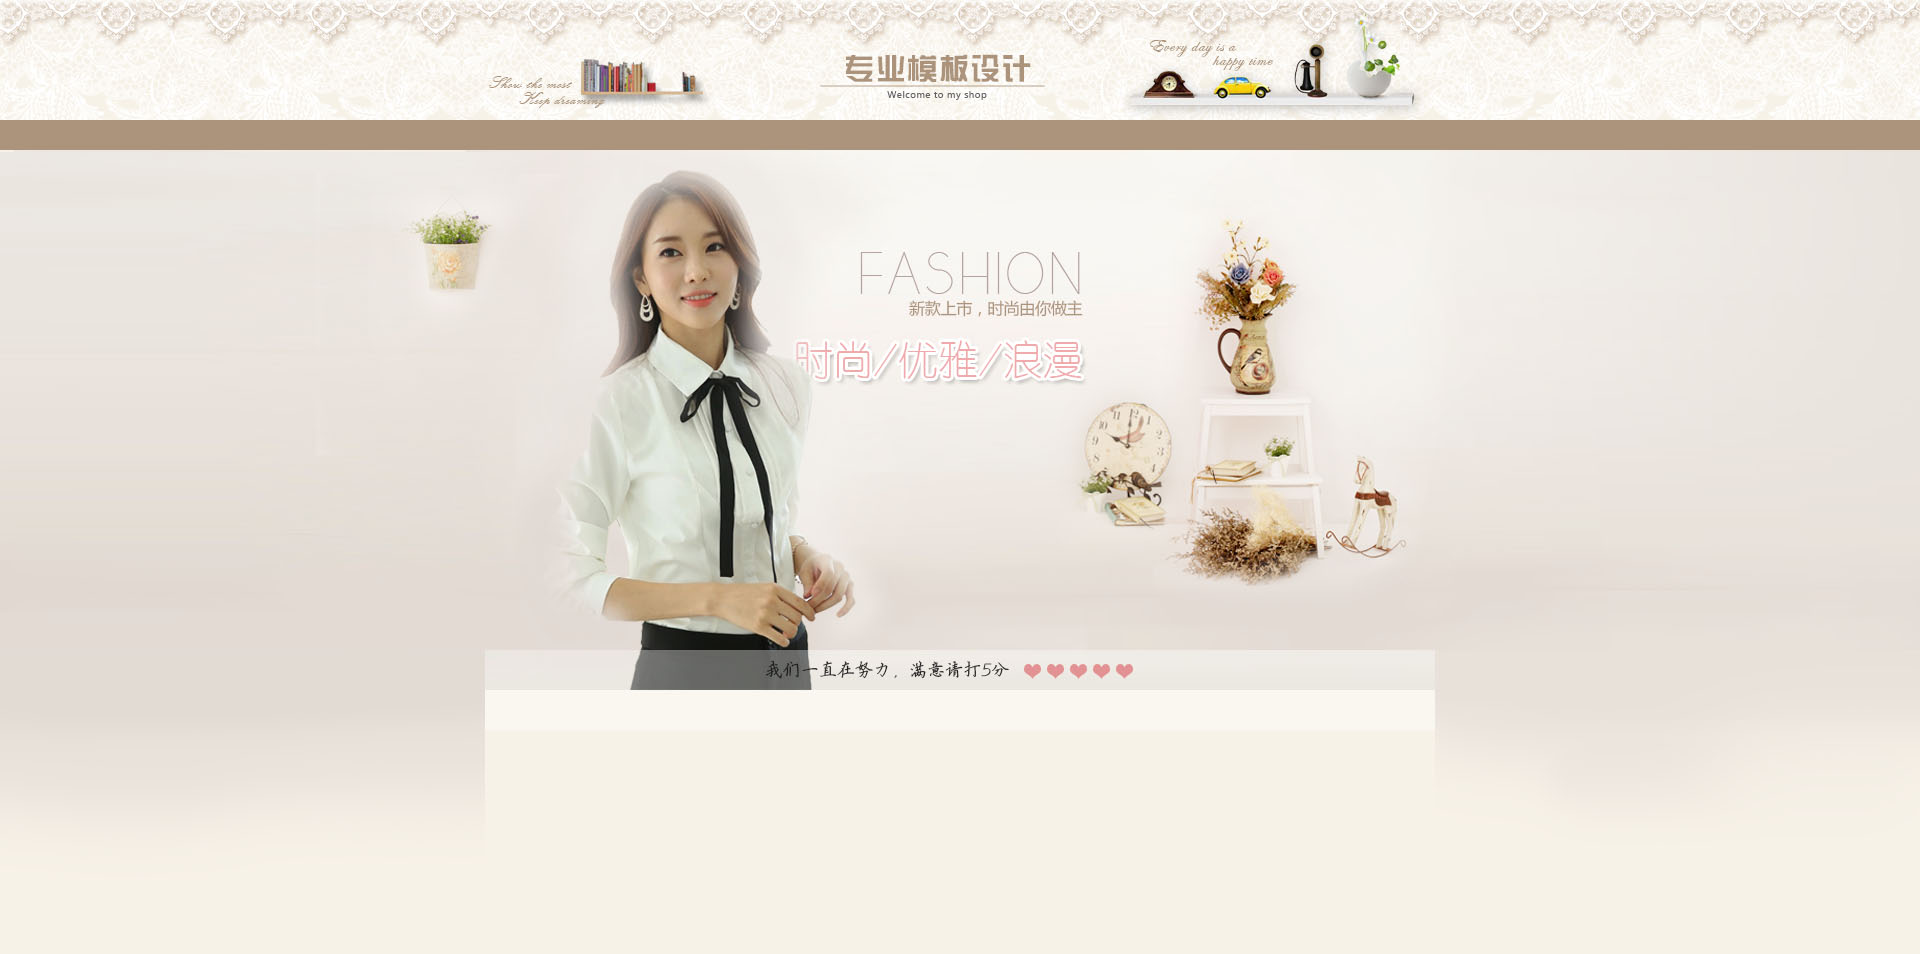 Show the most
Keep dreaming
专业模板设计
Welcome to my shop
Every day is a
happy time
FASHION
新款上市，时尚由你做主
时尚/优雅/浪漫
我们一直在努力，满意请打5分